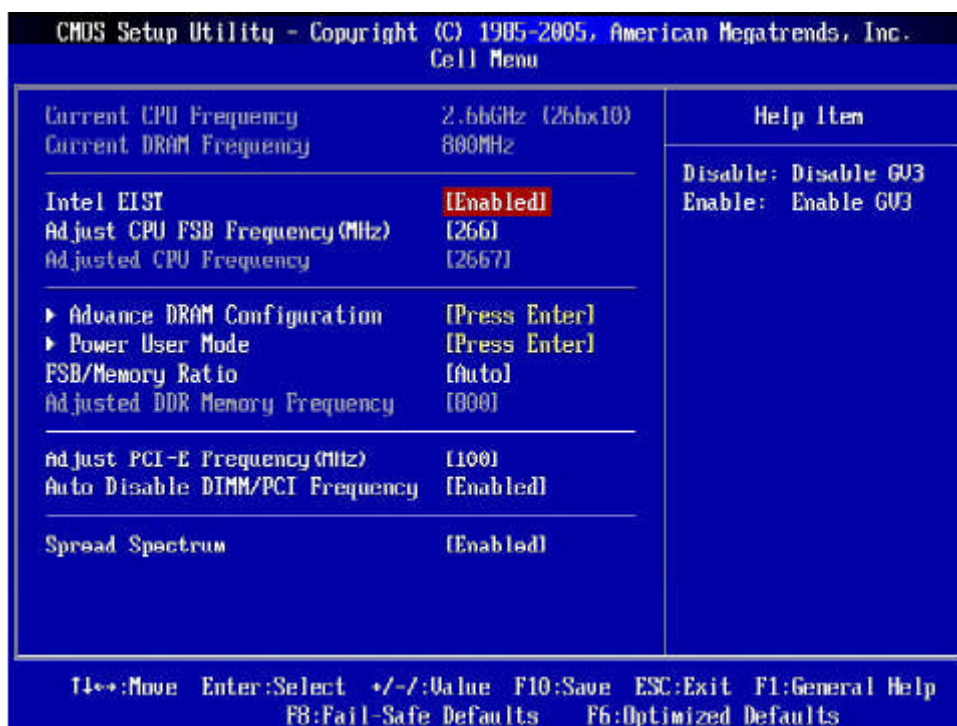 CMOS Setup Utility - Copyright (C) 1985-2005, American Megatrends, Inc.
Cell Menu
Current CPU Frequency 2.66GHz (266x10)
Current DRAM Frequency 800MHz
Help Item
Disable: Disable GV3
Enable: Enable GV3
Intel EIST [Enabled]
Adjust CPU FSB Frequency(MHz) [266]
Adjusted CPU Frequency [2667]
Advance DRAM Configuration [Press Enter]
Power User Mode [Press Enter]
FSB/Memory Ratio [Auto]
Adjusted DDR Memory Frequency [800]
Adjust PCI-E Frequency(MHz) [100]
Auto Disable DIMM/PCI Frequency [Enabled]
Spread Spectrum [Enabled]
↑↓←→:Move Enter:Select +/-/:Value F10:Save ESC:Exit F1:General Help
F8:Fail-Safe Defaults F6:Optimized Defaults